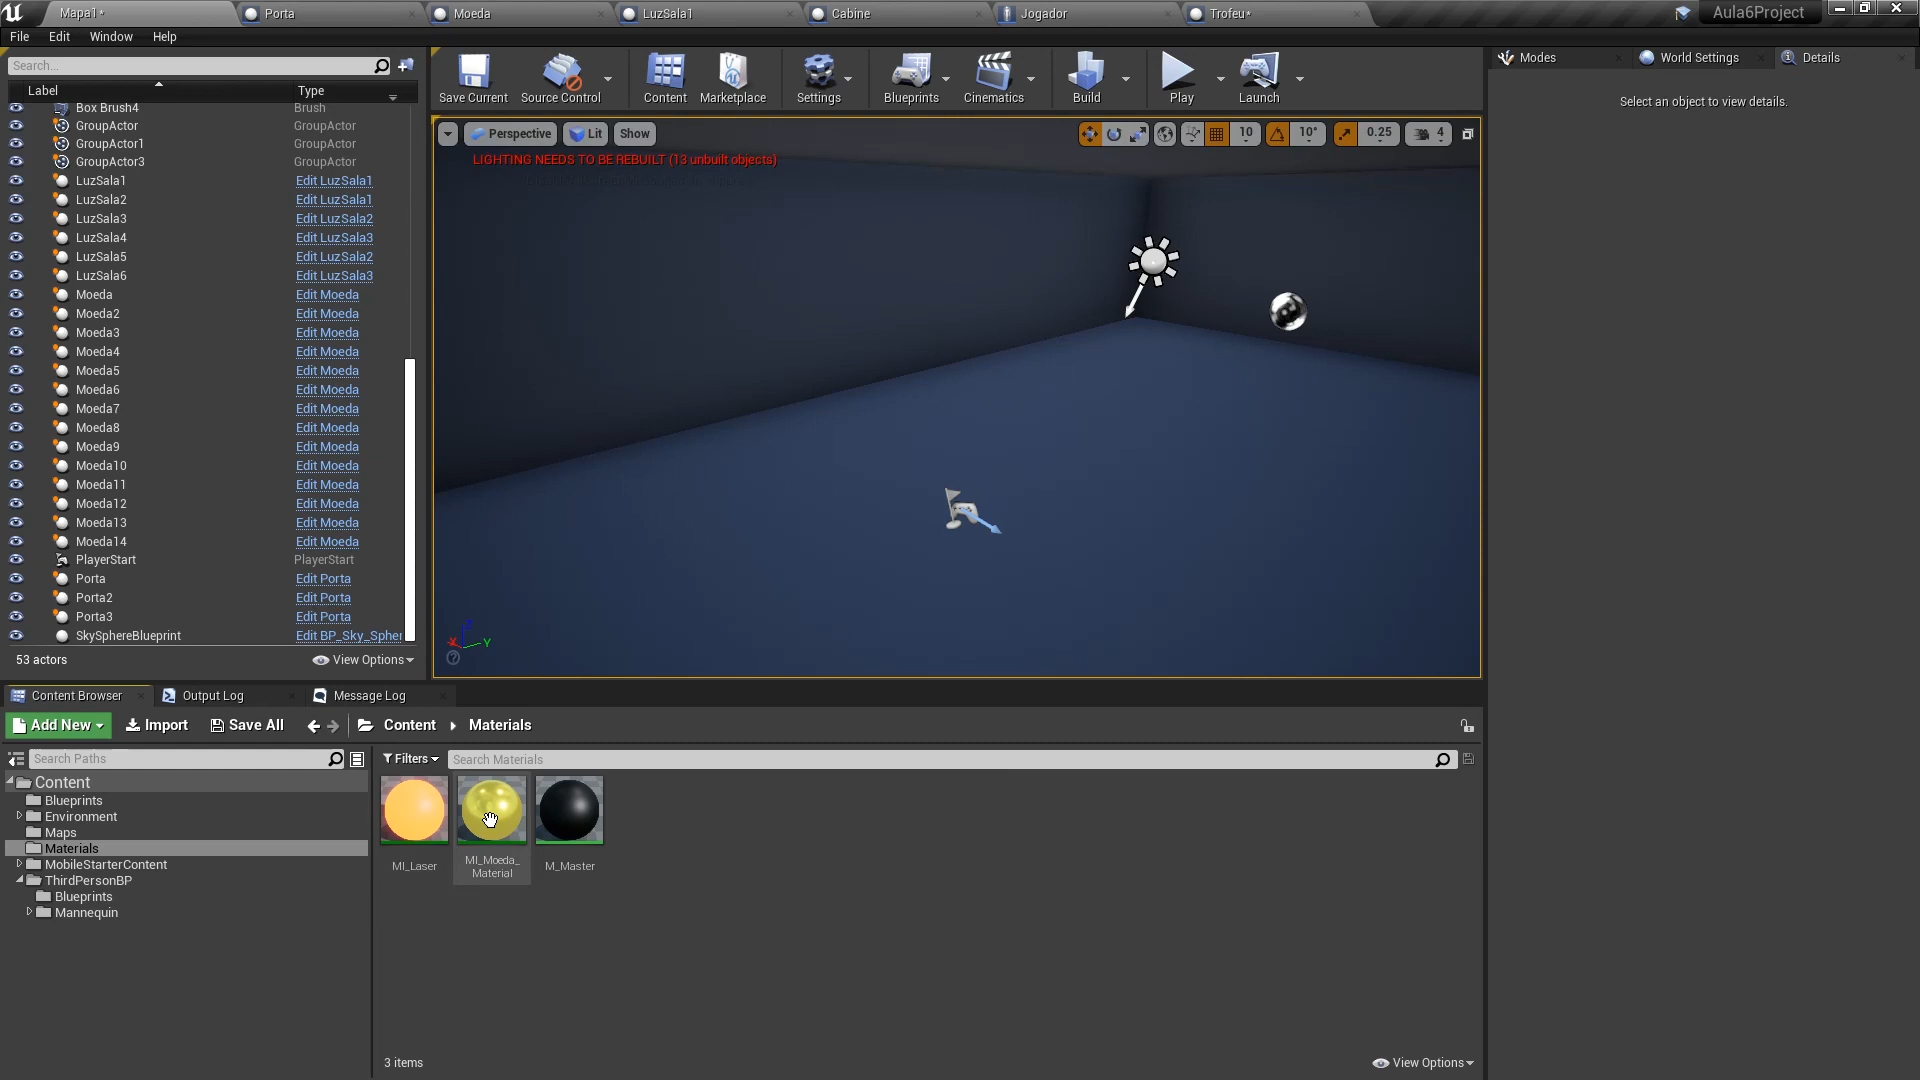 Mapa1*
Porta
Moeda
LuzSala1
Cabine
Jogador
Trofeu*
Aula6Project
File Edit Window Help
Search...
Label Type
Box Brush4 Brush
GroupActor GroupActor
GroupActor1 GroupActor
GroupActor3 GroupActor
LuzSala1 Edit LuzSala1
LuzSala2 Edit LuzSala1
LuzSala3 Edit LuzSala2
LuzSala4 Edit LuzSala3
LuzSala5 Edit LuzSala2
LuzSala6 Edit LuzSala3
Moeda Edit Moeda
Moeda2 Edit Moeda
Moeda3 Edit Moeda
Moeda4 Edit Moeda
Moeda5 Edit Moeda
Moeda6 Edit Moeda
Moeda7 Edit Moeda
Moeda8 Edit Moeda
Moeda9 Edit Moeda
Moeda10 Edit Moeda
Moeda11 Edit Moeda
Moeda12 Edit Moeda
Moeda13 Edit Moeda
Moeda14 Edit Moeda
PlayerStart PlayerStart
Porta Edit Porta
Porta2 Edit Porta
Porta3 Edit Porta
SkySphereBlueprint Edit BP_Sky_Spher
53 actors View Options
Save Current Source Control Content Marketplace Settings Blueprints Cinematics Build Play Launch
Perspective Lit Show 10 10° 0.25 4
LIGHTING NEEDS TO BE REBUILT (13 unbuilt objects)
X Y Z
Modes World Settings Details
Select an object to view details.
Content Browser Output Log Message Log
Add New Import Save All Content Materials
Search Paths
Filters Search Materials
Content
Blueprints
Environment
Maps
Materials
MobileStarterContent
ThirdPersonBP
Blueprints
Mannequin
MI_Laser
MI_Moeda_
Material
M_Master
3 items View Options